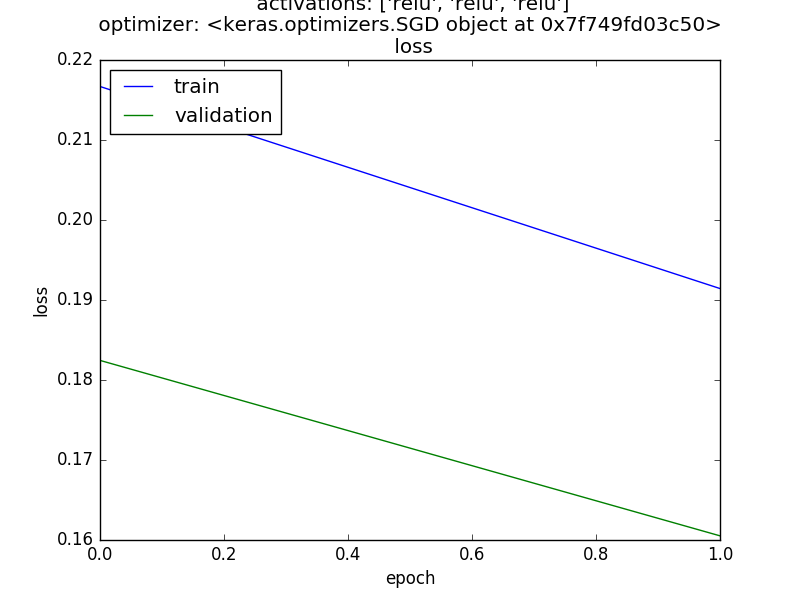 activations: ['relu', 'relu', 'relu']
optimizer: <keras.optimizers.SGD object at 0x7f749fd03c50>
loss
0.22
train
validation
0.21
0.20
0.19
loss
0.18
0.17
0.16
0.0 0.2 0.4 0.6 0.8 1.0
epoch